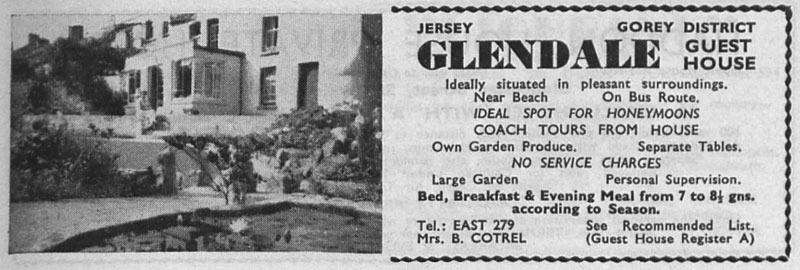 JERSEY GOREY DISTRICT
GLENDALE GUEST HOUSE
Ideally situated in pleasant surroundings.
Near Beach On Bus Route.
IDEAL SPOT FOR HONEYMOONS
COACH TOURS FROM HOUSE
Own Garden Produce. Separate Tables.
NO SERVICE CHARGES
Large Garden Personal Supervision.
Bed, Breakfast & Evening Meal from 7 to 8½ gns.
according to Season.
Tel.: EAST 279 See Recommended List.
Mrs. B. COTREL (Guest House Register A)